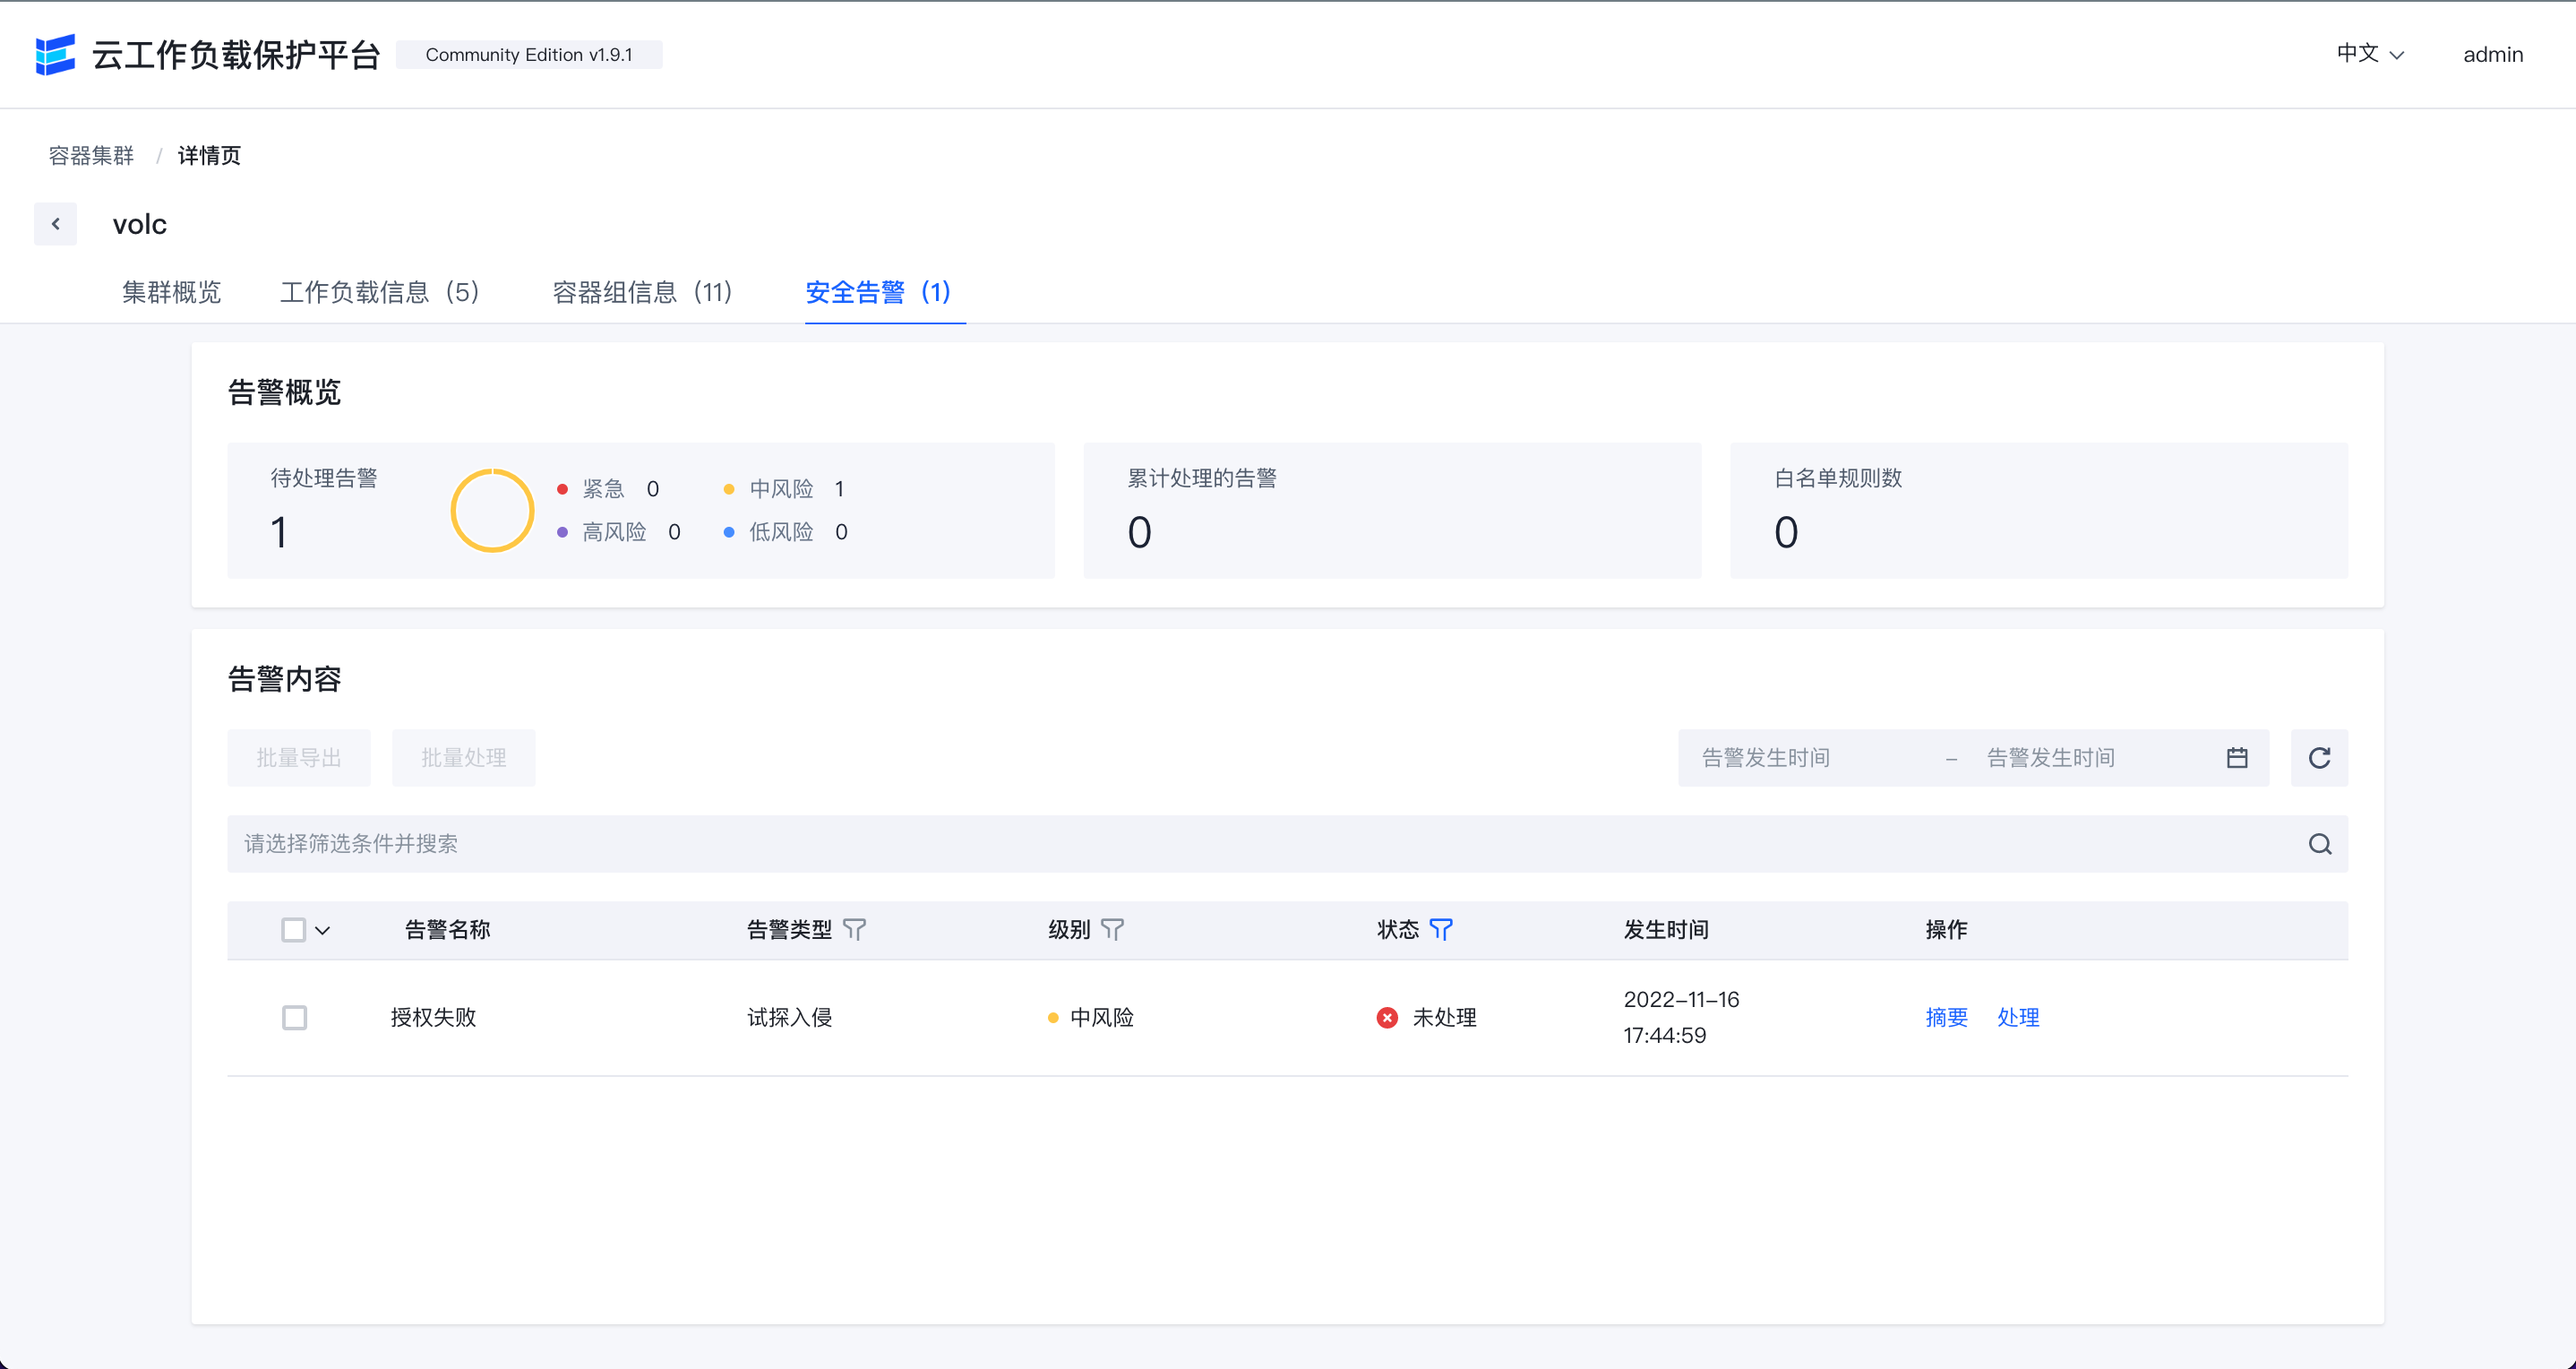 云工作负载保护平台 Community Edition v1.9.1 中文 admin
容器集群 / 详情页
volc
集群概览 工作负载信息（5） 容器组信息（11） 安全告警（1）
告警概览
待处理告警
1
紧急 0 中风险 1
高风险 0 低风险 0
累计处理的告警
0
白名单规则数
0
告警内容
批量导出 批量处理 告警发生时间 – 告警发生时间
请选择筛选条件并搜索
告警名称 告警类型 级别 状态 发生时间 操作
授权失败 试探入侵 中风险 未处理 2022-11-16 摘要 处理
17:44:59